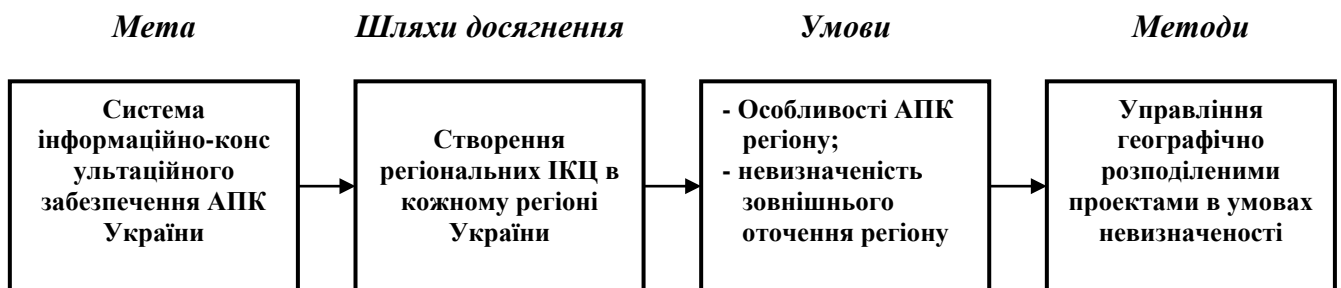 Мета
Шляхи досягнення
Умови
Методи
Система
інформаційно-конс
ультаційного
забезпечення АПК
України
Створення
регіональних ІКЦ в
кожному регіоні
України
- Особливості АПК
регіону;
- невизначеність
зовнішнього
оточення регіону
Управління
географічно
розподіленими
проектами в умовах
невизначеності